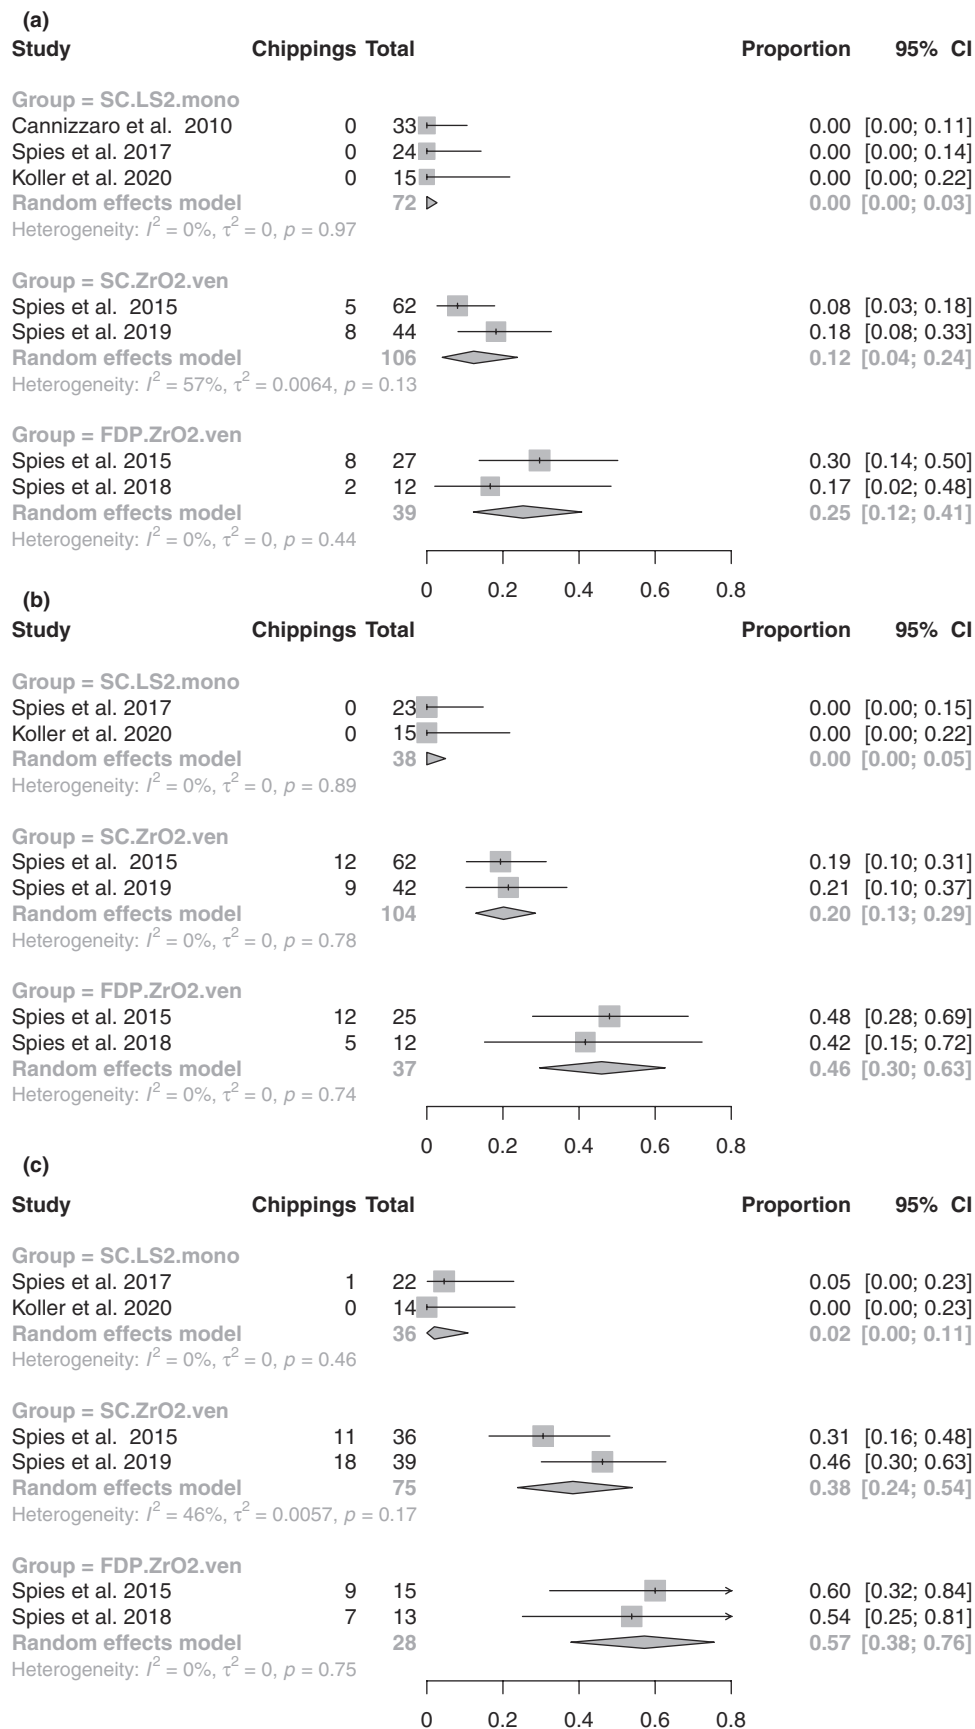 (a)
Study Chippings Total Proportion 95% CI
Group = SC.LS2.mono
Cannizzaro et al. 2010 0 33 0.00 [0.00; 0.11]
Spies et al. 2017 0 24 0.00 [0.00; 0.14]
Koller et al. 2020 0 15 0.00 [0.00; 0.22]
Random effects model 72 0.00 [0.00; 0.03]
Heterogeneity: I² = 0%, τ² = 0, p = 0.97
Group = SC.ZrO2.ven
Spies et al. 2015 5 62 0.08 [0.03; 0.18]
Spies et al. 2019 8 44 0.18 [0.08; 0.33]
Random effects model 106 0.12 [0.04; 0.24]
Heterogeneity: I² = 57%, τ² = 0.0064, p = 0.13
Group = FDP.ZrO2.ven
Spies et al. 2015 8 27 0.30 [0.14; 0.50]
Spies et al. 2018 2 12 0.17 [0.02; 0.48]
Random effects model 39 0.25 [0.12; 0.41]
Heterogeneity: I² = 0%, τ² = 0, p = 0.44
0 0.2 0.4 0.6 0.8
(b)
Study Chippings Total Proportion 95% CI
Group = SC.LS2.mono
Spies et al. 2017 0 23 0.00 [0.00; 0.15]
Koller et al. 2020 0 15 0.00 [0.00; 0.22]
Random effects model 38 0.00 [0.00; 0.05]
Heterogeneity: I² = 0%, τ² = 0, p = 0.89
Group = SC.ZrO2.ven
Spies et al. 2015 12 62 0.19 [0.10; 0.31]
Spies et al. 2019 9 42 0.21 [0.10; 0.37]
Random effects model 104 0.20 [0.13; 0.29]
Heterogeneity: I² = 0%, τ² = 0, p = 0.78
Group = FDP.ZrO2.ven
Spies et al. 2015 12 25 0.48 [0.28; 0.69]
Spies et al. 2018 5 12 0.42 [0.15; 0.72]
Random effects model 37 0.46 [0.30; 0.63]
Heterogeneity: I² = 0%, τ² = 0, p = 0.74
0 0.2 0.4 0.6 0.8
(c)
Study Chippings Total Proportion 95% CI
Group = SC.LS2.mono
Spies et al. 2017 1 22 0.05 [0.00; 0.23]
Koller et al. 2020 0 14 0.00 [0.00; 0.23]
Random effects model 36 0.02 [0.00; 0.11]
Heterogeneity: I² = 0%, τ² = 0, p = 0.46
Group = SC.ZrO2.ven
Spies et al. 2015 11 36 0.31 [0.16; 0.48]
Spies et al. 2019 18 39 0.46 [0.30; 0.63]
Random effects model 75 0.38 [0.24; 0.54]
Heterogeneity: I² = 46%, τ² = 0.0057, p = 0.17
Group = FDP.ZrO2.ven
Spies et al. 2015 9 15 0.60 [0.32; 0.84]
Spies et al. 2018 7 13 0.54 [0.25; 0.81]
Random effects model 28 0.57 [0.38; 0.76]
Heterogeneity: I² = 0%, τ² = 0, p = 0.75
0 0.2 0.4 0.6 0.8